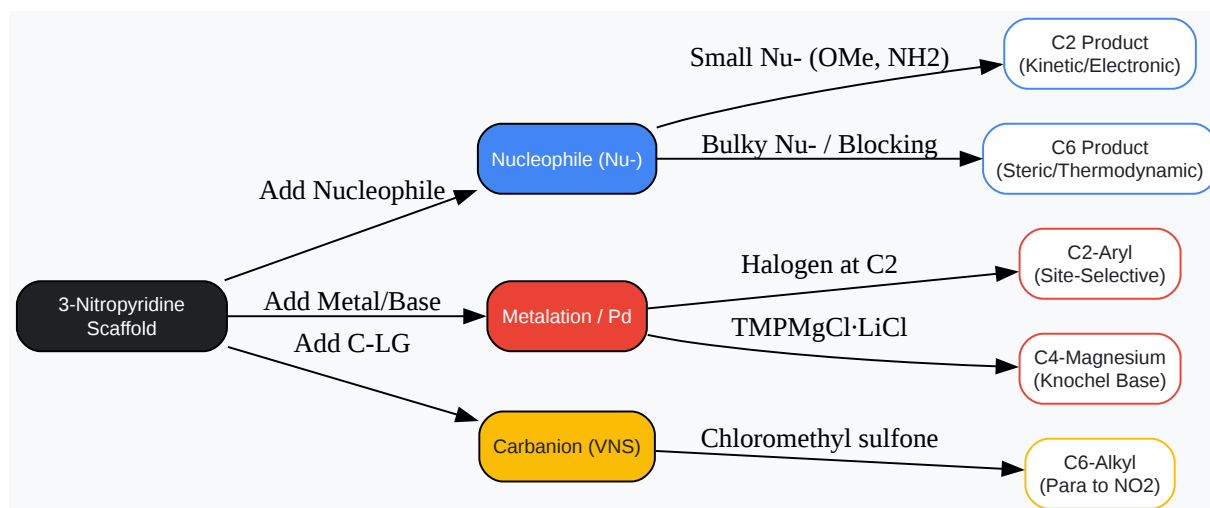 Small Nu- (OMe, NH2)
C2 Product
(Kinetic/Electronic)
Nucleophile (Nu-)
Bulky Nu- / Blocking
C6 Product
(Steric/Thermodynamic)
Add Nucleophile
Halogen at C2
C2-Aryl
(Site-Selective)
3-Nitropyridine
Scaffold
Add Metal/Base
Metalation / Pd
TMPMgCl·LiCl
C4-Magnesium
(Knochel Base)
Add C-LG
Carbanion (VNS)
Chloromethyl sulfone
C6-Alkyl
(Para to NO2)